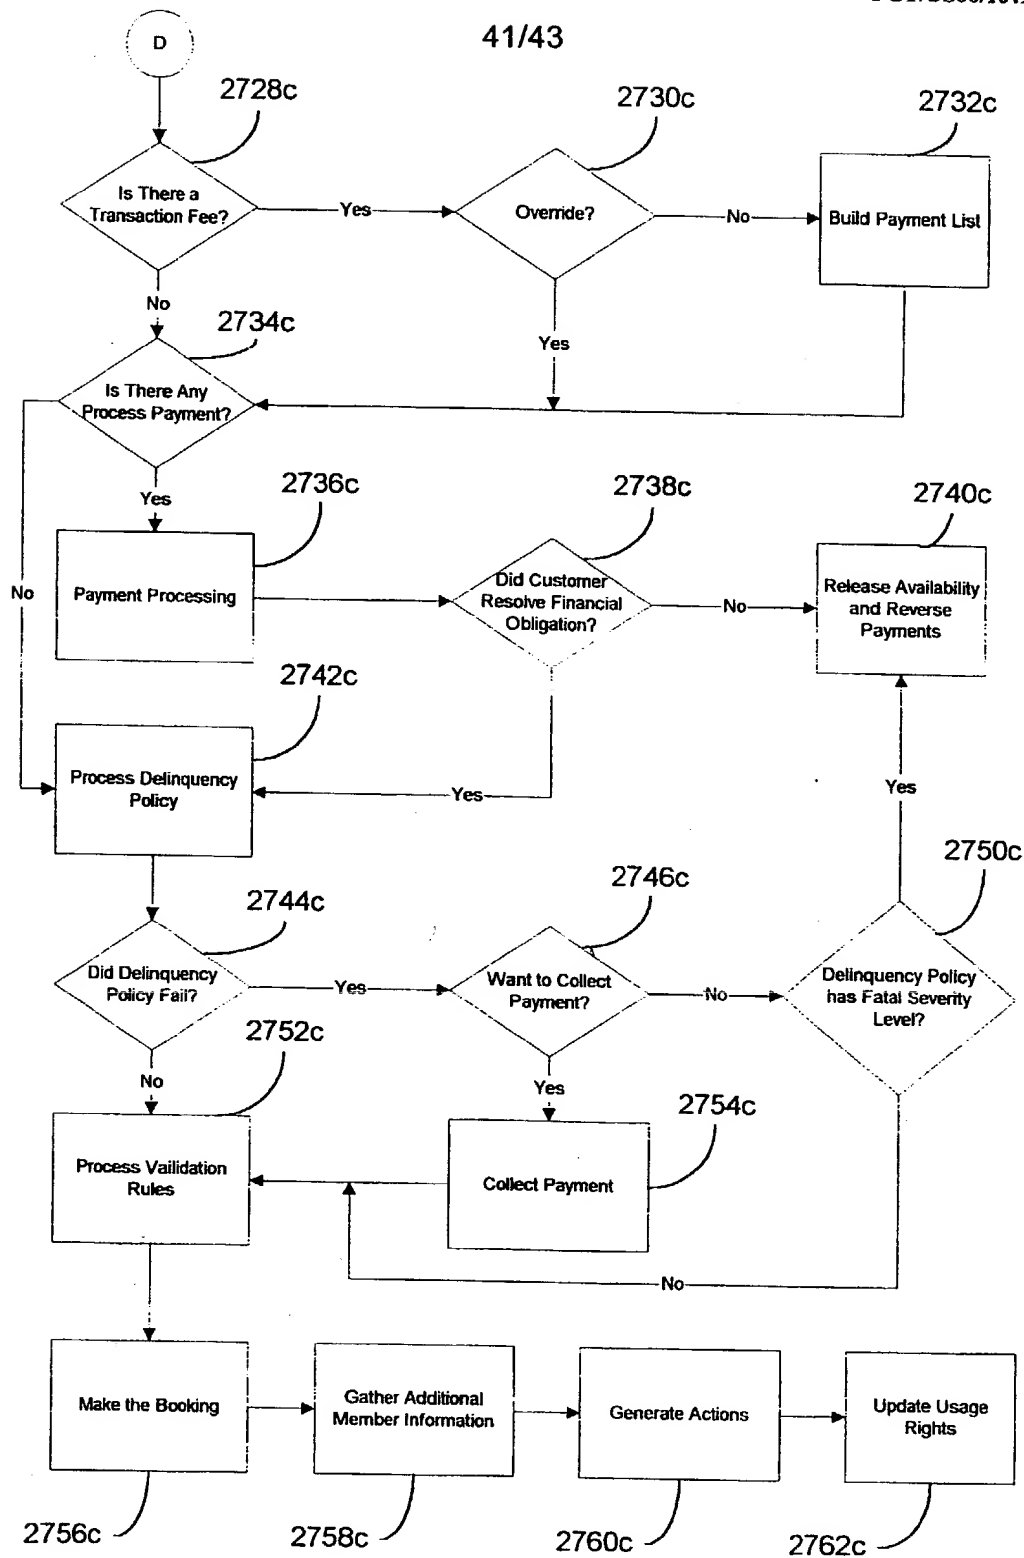 41/43
D
2728c
2730c
2732c
Is There a
Transaction Fee?
Yes
Override?
No
Build Payment List
No
2734c
Yes
Is There Any
Process Payment?
Yes
2736c
2738c
2740c
No
Payment Processing
Did Customer
Resolve Financial
Obligation?
No
Release Availability
and Reverse
Payments
2742c
Process Delinquency
Policy
Yes
Yes
2744c
2746c
2750c
Did Delinquency
Policy Fail?
Yes
Want to Collect
Payment?
No
Delinquency Policy
has Fatal Severity
Level?
2752c
No
Yes
2754c
Process Vailidation
Rules
Collect Payment
No
Make the Booking
Gather Additional
Member Information
Generate Actions
Update Usage
Rights
2756c
2758c
2760c
2762c